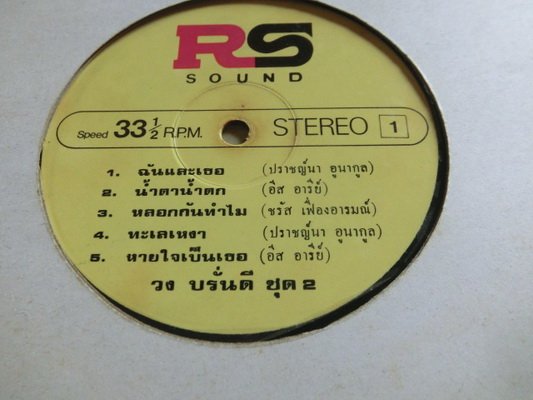 RS
SOUND
Speed 33 1/2 R.P.M. STEREO 1
1. ฉันและเธอ (ปราชญ์นา อูนากูล)
2. น้ำตาน้ำตก (อีส อารีย์)
3. หลอกกันทำไม (ชรัส เฟื่องอารมณ์)
4. ทะเลเหงา (ปราชญ์นา อูนากูล)
5. หายใจเป็นเธอ (อีส อารีย์)
วง บรั่นดี ชุด 2